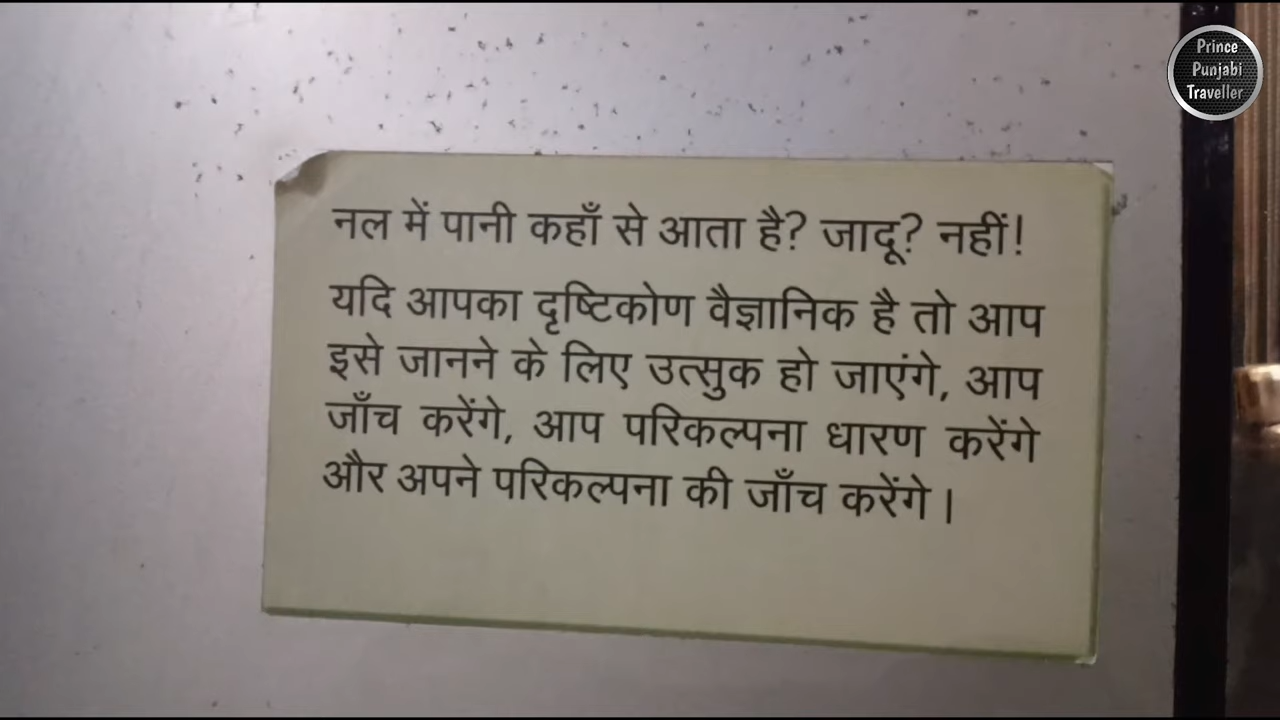 नल में पानी कहाँ से आता है? जादू? नहीं!
यदि आपका दृष्टिकोण वैज्ञानिक है तो आप
इसे जानने के लिए उत्सुक हो जाएंगे, आप
जाँच करेंगे, आप परिकल्पना धारण करेंगे
और अपने परिकल्पना की जाँच करेंगे।
Prince
Punjabi
Traveller